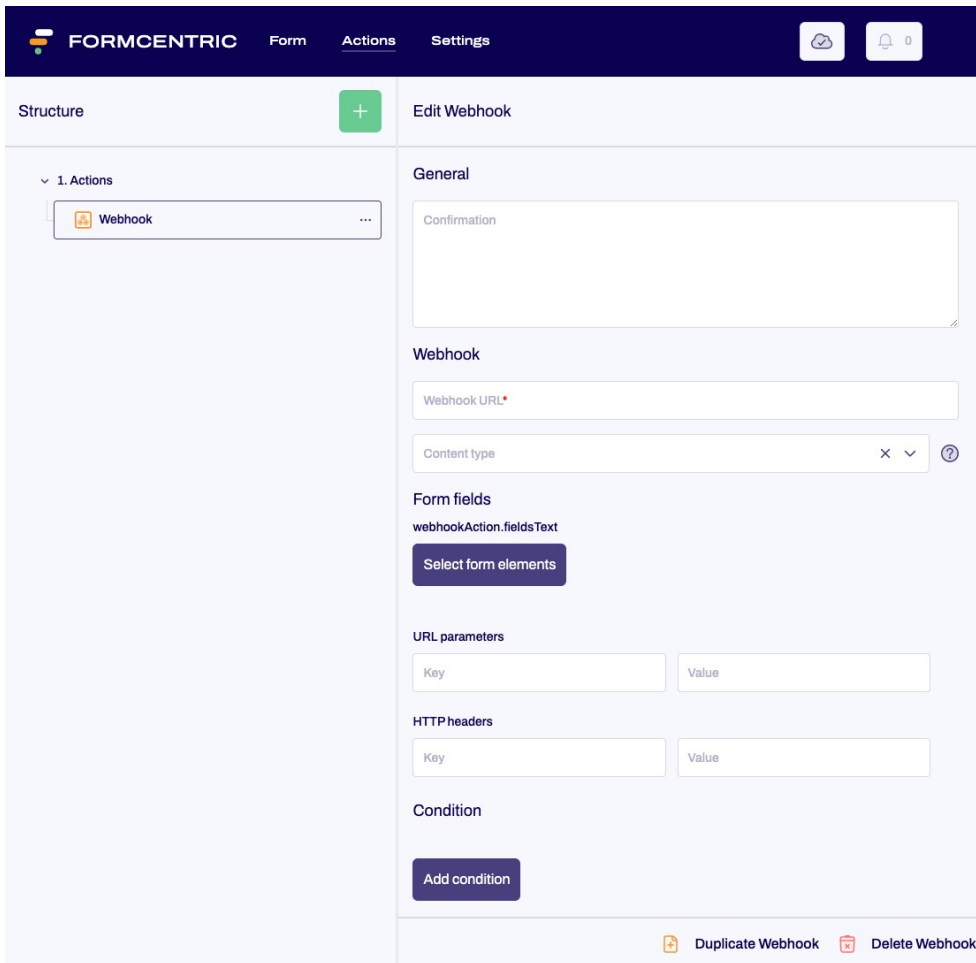 FORMCENTRIC Form Actions Settings 0
Structure
Edit Webhook
1. Actions
Webhook ...
General
Confirmation
Webhook
Webhook URL*
Content type
Form fields
webhookAction.fieldsText
Select form elements
URL parameters
Key Value
HTTP headers
Key Value
Condition
Add condition
Duplicate Webhook Delete Webhook